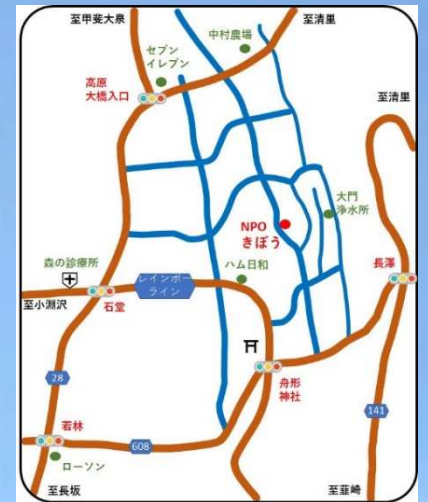 至甲斐大泉
至清里
セブン
イレブン
中村農場
高原
大橋入口
至清里
大門
浄水所
NPO
きぼう
森の診療所
ハム日和
長澤
レインボー
ライン
至小淵沢
石堂
28
舟形
神社
141
若林
608
ローソン
至長坂
至韮崎